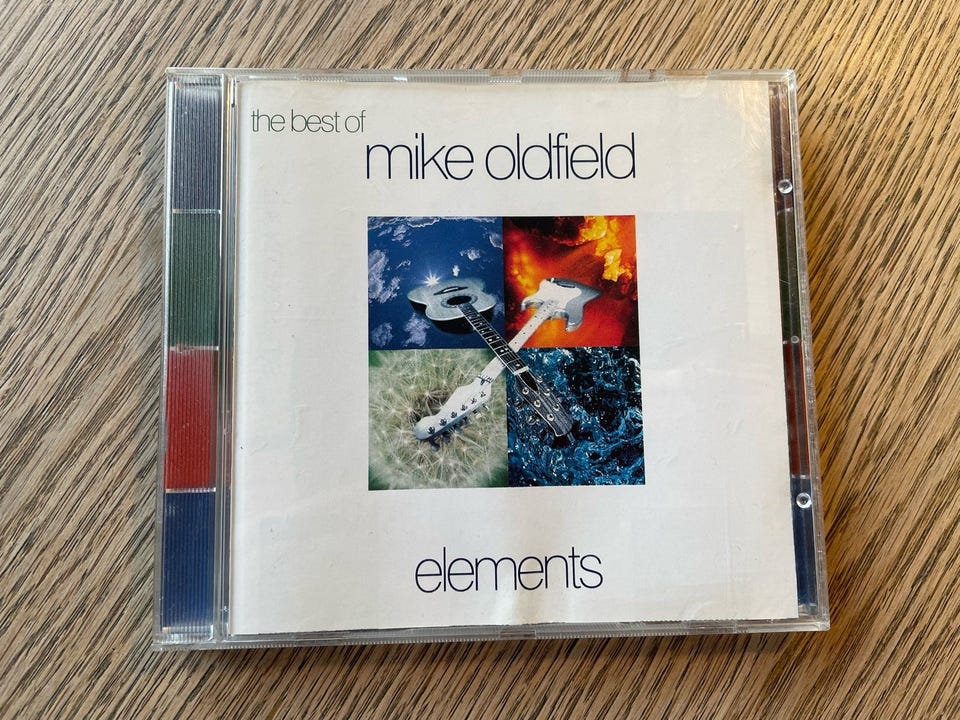 the best of
mike oldfield
elements